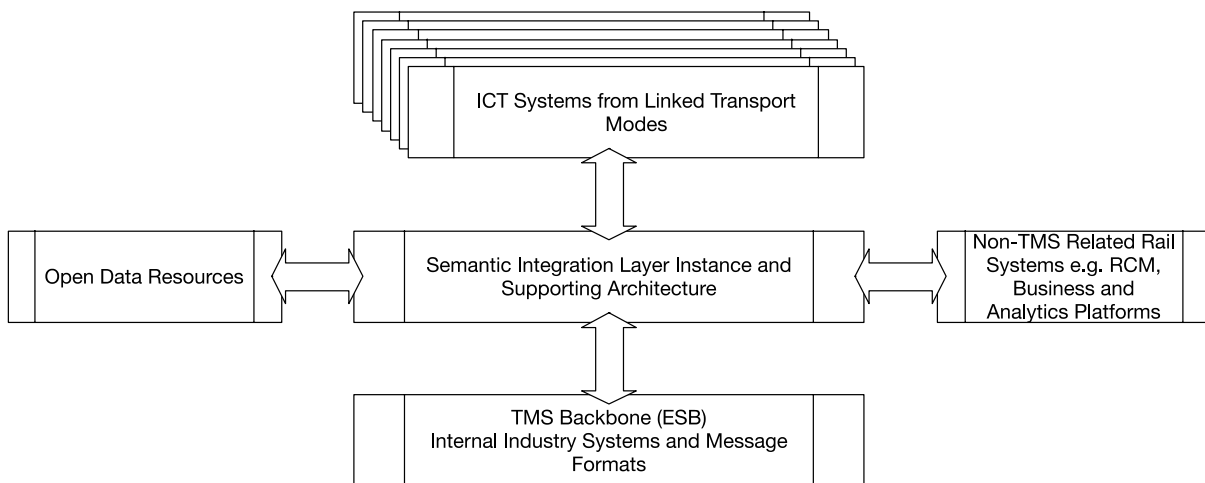 ICT Systems from Linked Transport
Modes
Open Data Resources
Semantic Integration Layer Instance and
Supporting Architecture
Non-TMS Related Rail
Systems e.g. RCM,
Business and
Analytics Platforms
TMS Backbone (ESB)
Internal Industry Systems and Message
Formats